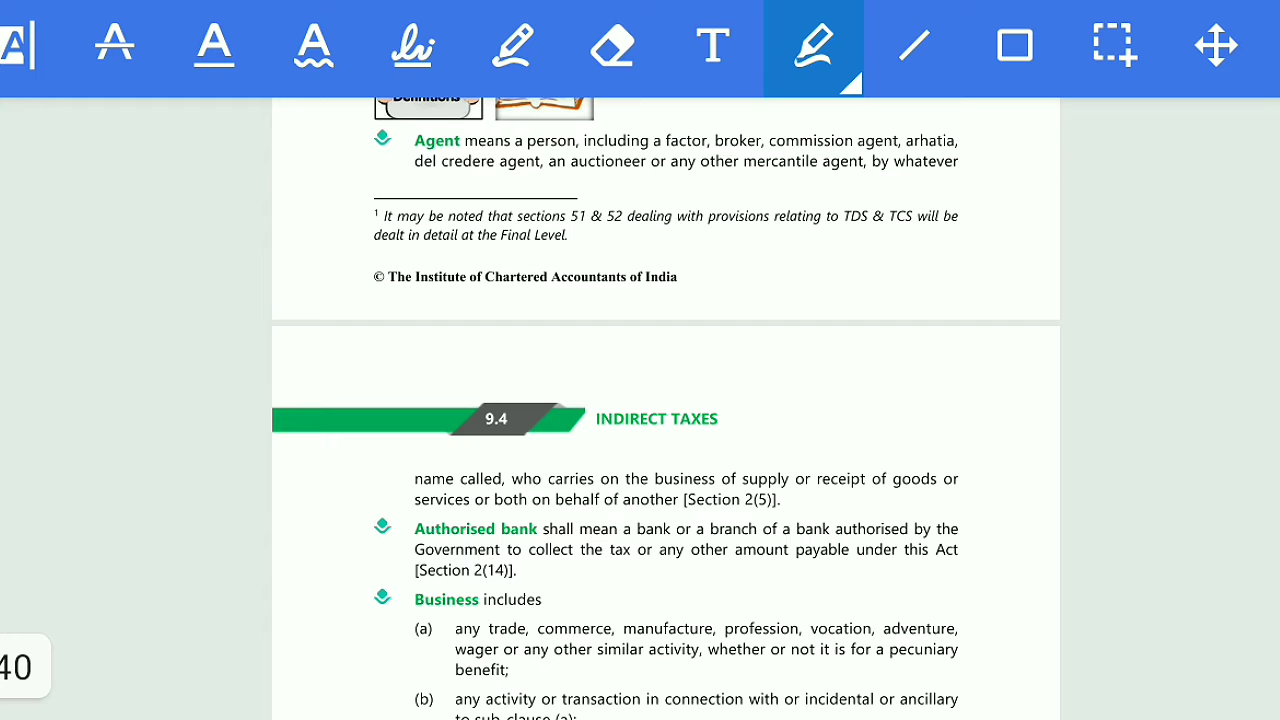 A
A
A
A
T
Definitions
Agent means a person, including a factor, broker, commission agent, arhatia,
del credere agent, an auctioneer or any other mercantile agent, by whatever
1 It may be noted that sections 51 & 52 dealing with provisions relating to TDS & TCS will be
dealt in detail at the Final Level.
© The Institute of Chartered Accountants of India
9.4 INDIRECT TAXES
name called, who carries on the business of supply or receipt of goods or
services or both on behalf of another [Section 2(5)].
Authorised bank shall mean a bank or a branch of a bank authorised by the
Government to collect the tax or any other amount payable under this Act
[Section 2(14)].
Business includes
(a) any trade, commerce, manufacture, profession, vocation, adventure,
wager or any other similar activity, whether or not it is for a pecuniary
benefit;
40
(b) any activity or transaction in connection with or incidental or ancillary
to sub-clause (a);